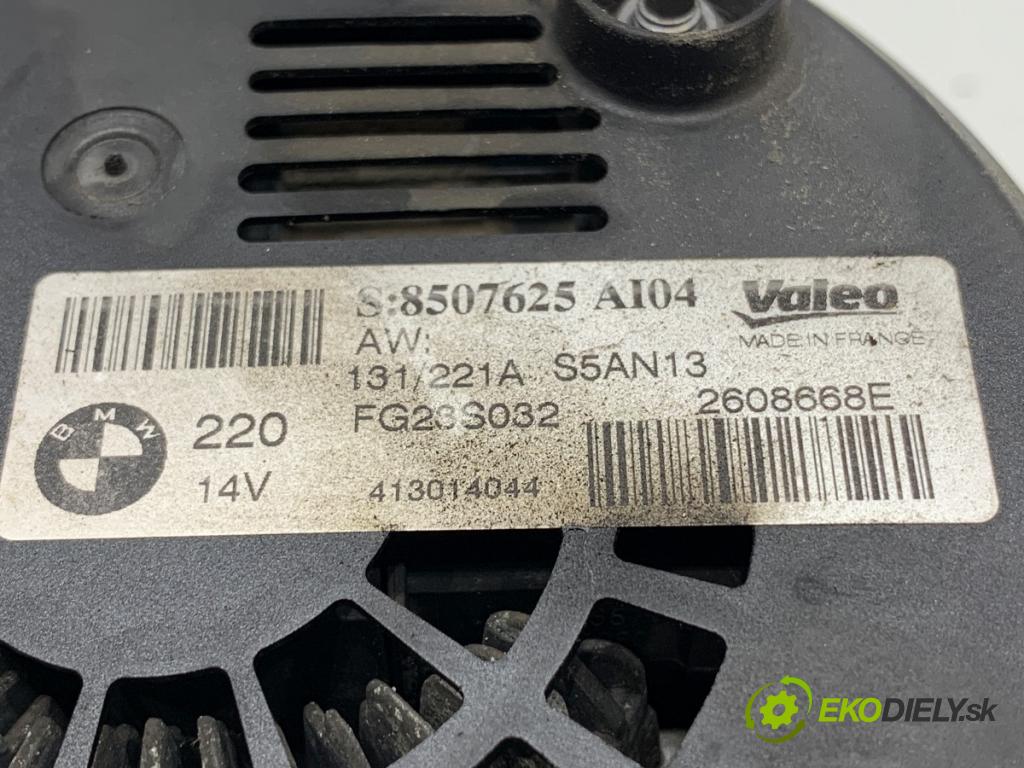 S:8507625 AI04
Valeo
MADE IN FRANCE
AW:
131/221A S5AN13
BMW
220
FG23S032
2608668E
14V
413014044
EKODIELY.sk